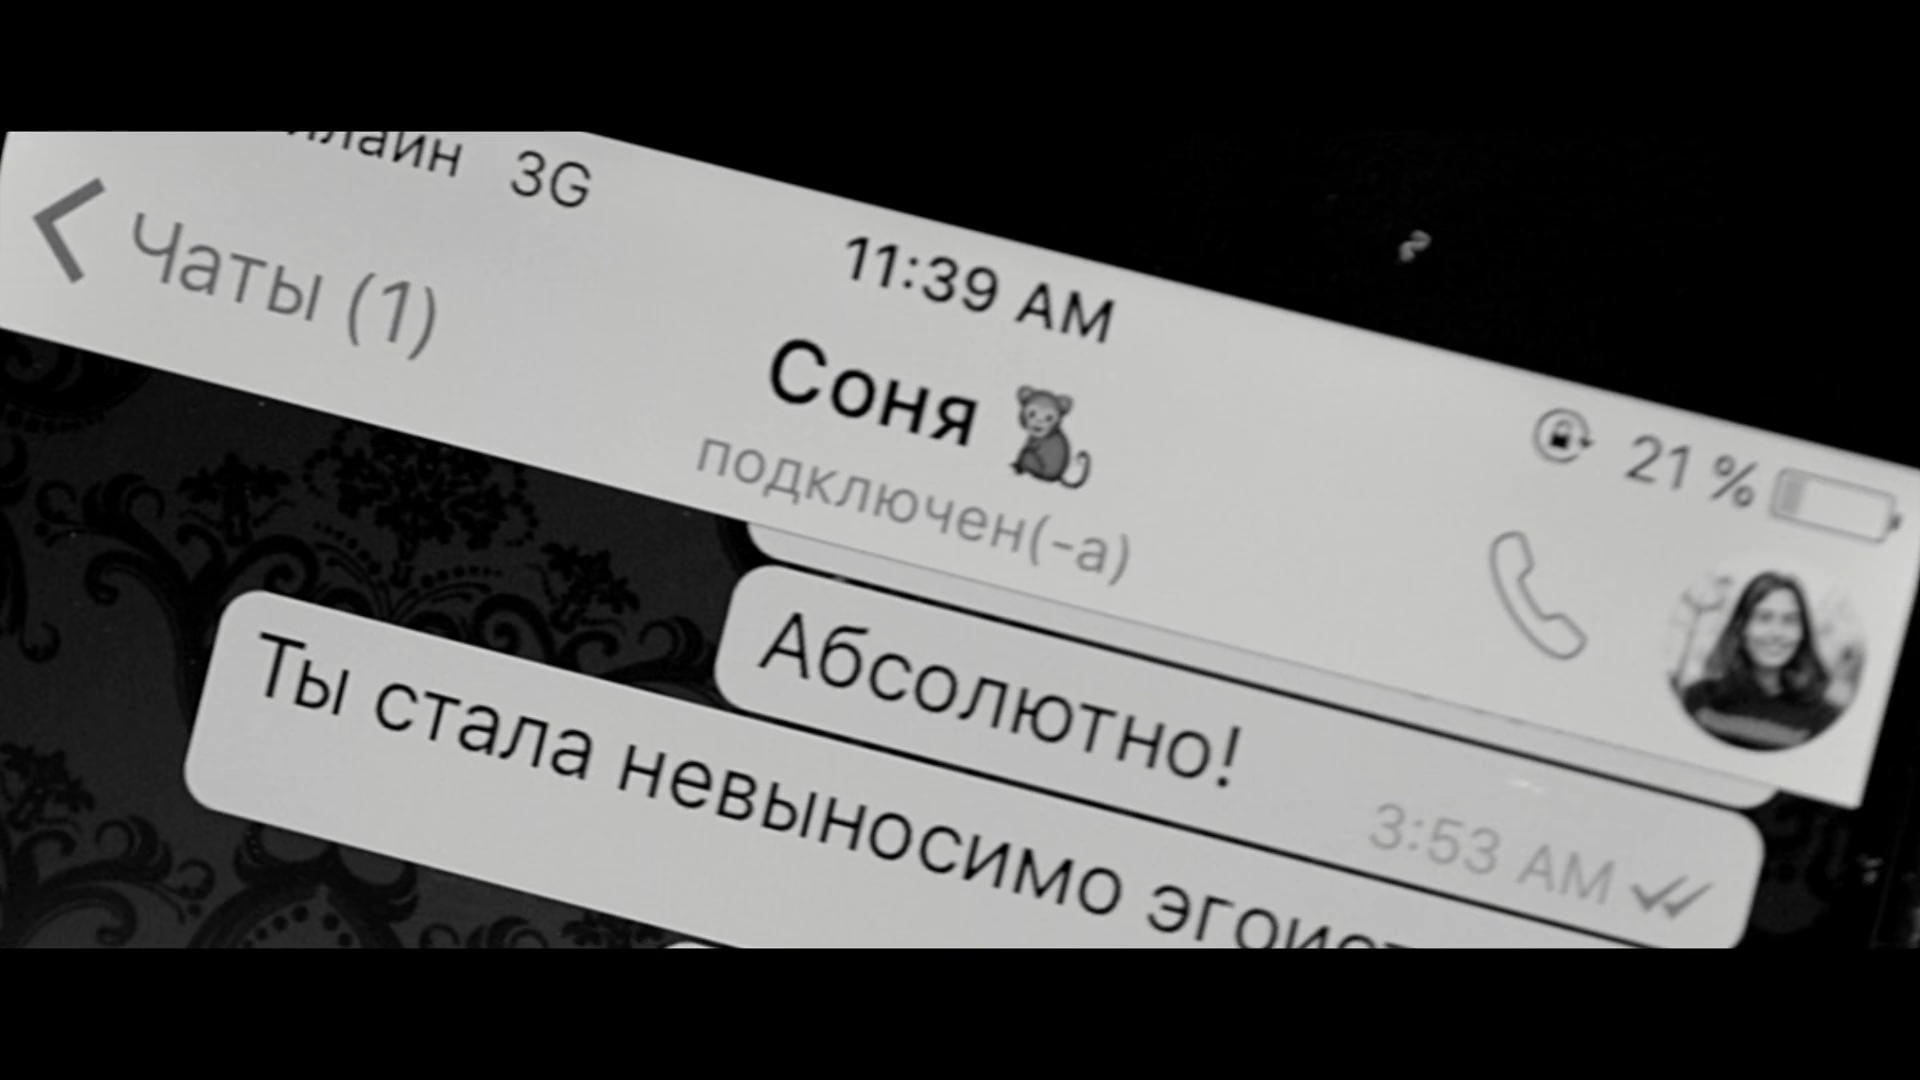 3G
11:39 AM
21 %
Чаты (1)
Соня 🐒
подключен(-а)
Абсолютно!
3:53 AM
Ты стала невыносимо